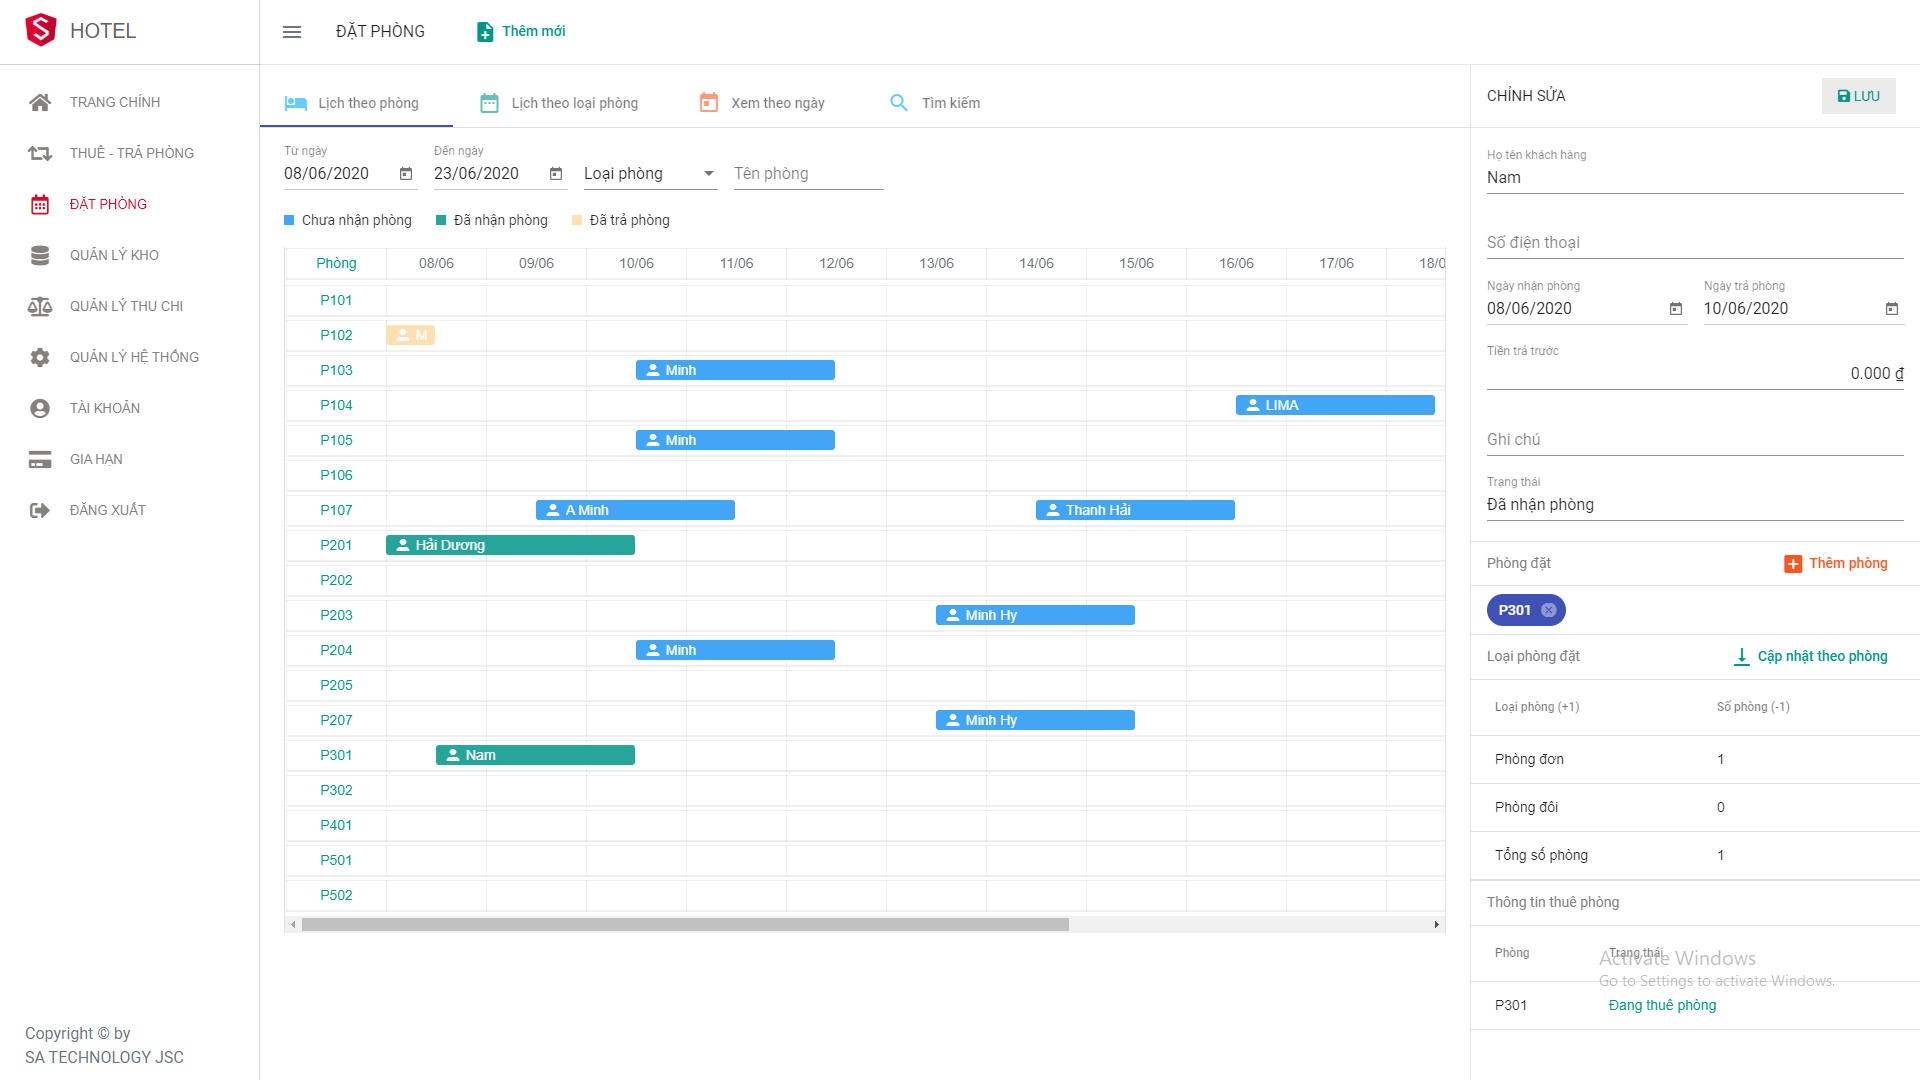 HOTEL
ĐẶT PHÒNG
Thêm mới
TRANG CHÍNH
THUÊ - TRẢ PHÒNG
ĐẶT PHÒNG
QUẢN LÝ KHO
QUẢN LÝ THU CHI
QUẢN LÝ HỆ THỐNG
TÀI KHOẢN
GIA HẠN
ĐĂNG XUẤT
Copyright © by
SA TECHNOLOGY JSC
Lịch theo phòng Lịch theo loại phòng Xem theo ngày Tìm kiếm
Từ ngày Đến ngày
08/06/2020 23/06/2020 Loại phòng Tên phòng
Chưa nhận phòng Đã nhận phòng Đã trả phòng
Phòng 08/06 09/06 10/06 11/06 12/06 13/06 14/06 15/06 16/06 17/06 18/0
P101
P102 M
P103 Minh
P104 LIMA
P105 Minh
P106
P107 A Minh Thanh Hải
P201 Hải Dương
P202
P203 Minh Hy
P204 Minh
P205
P207 Minh Hy
P301 Nam
P302
P401
P501
P502
CHỈNH SỬA
LƯU
Họ tên khách hàng
Nam
Số điện thoại
Ngày nhận phòng Ngày trả phòng
08/06/2020 10/06/2020
Tiền trả trước
0.000 ₫
Ghi chú
Trạng thái
Đã nhận phòng
Phòng đặt Thêm phòng
P301
Loại phòng đặt Cập nhật theo phòng
Loại phòng (+1) Số phòng (-1)
Phòng đơn 1
Phòng đôi 0
Tổng số phòng 1
Thông tin thuê phòng
Phòng Trạng thái
Activate Windows
Go to Settings to activate Windows.
P301 Đang thuê phòng